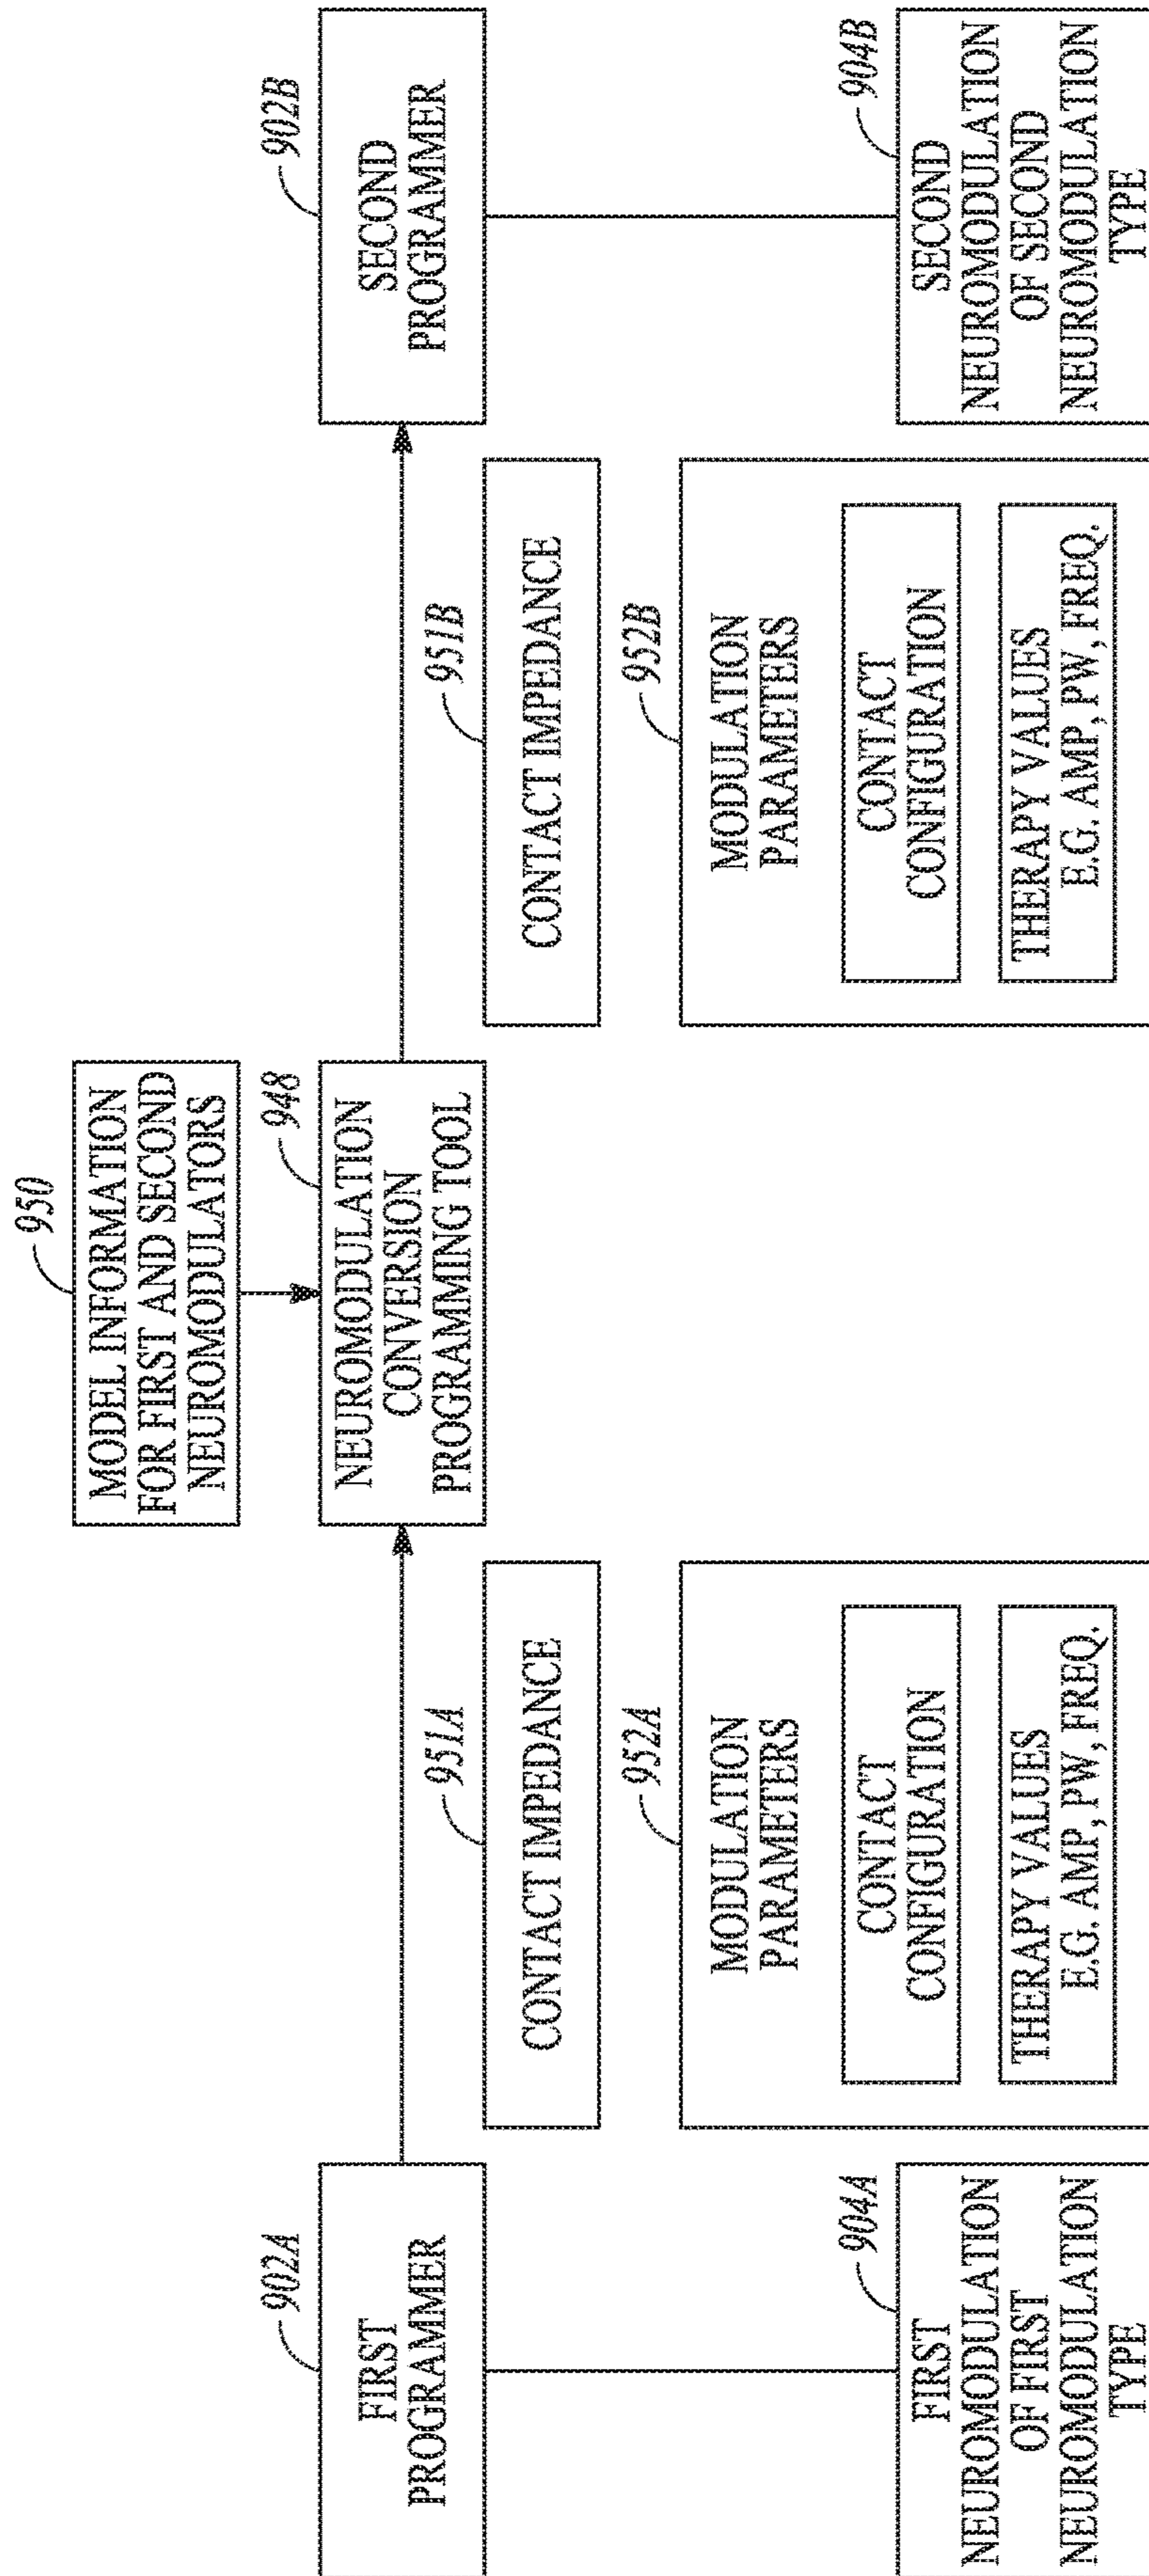 950
MODEL INFORMATION
FOR FIRST AND SECOND
NEUROMODULATORS
902A
FIRST
PROGRAMMER
948
NEUROMODULATION
CONVERSION
PROGRAMMING TOOL
902B
SECOND
PROGRAMMER
951A
CONTACT IMPEDANCE
951B
CONTACT IMPEDANCE
904A
FIRST
NEUROMODULATION
OF FIRST
NEUROMODULATION
TYPE
952A
MODULATION
PARAMETERS
CONTACT
CONFIGURATION
THERAPY VALUES
E.G. AMP, PW, FREQ.
952B
MODULATION
PARAMETERS
CONTACT
CONFIGURATION
THERAPY VALUES
E.G. AMP, PW, FREQ.
904B
SECOND
NEUROMODULATION
OF SECOND
NEUROMODULATION
TYPE